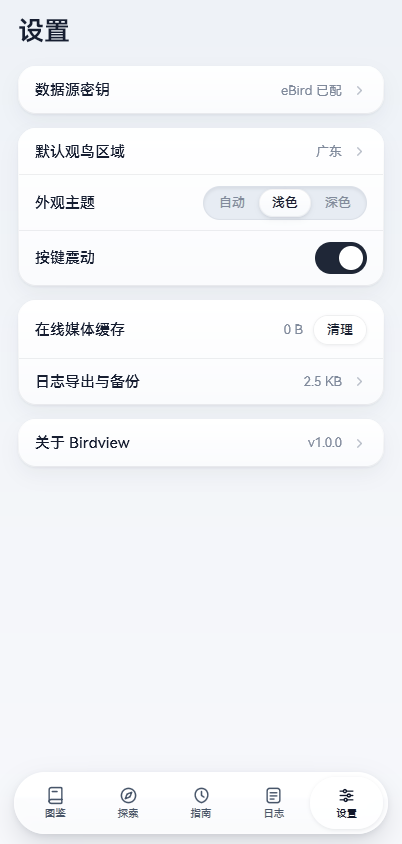 设置
数据源密钥 eBird 已配
默认观鸟区域 广东
外观主题 自动 浅色 深色
按键震动
在线媒体缓存 0 B 清理
日志导出与备份 2.5 KB
关于 Birdview v1.0.0
图鉴 探索 指南 日志 设置